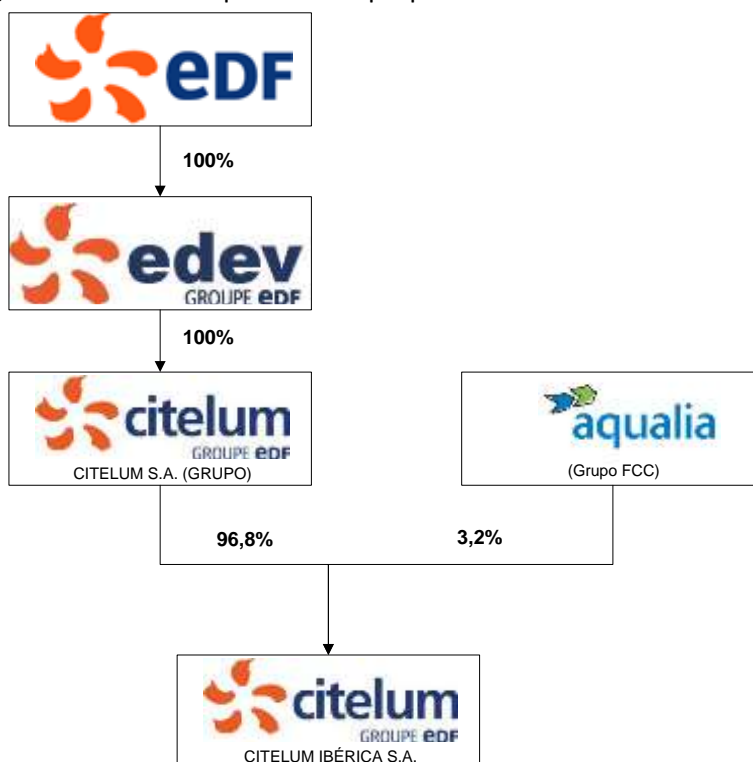 eDF
100%
edev
GROUPE eDF
100%
citelum
GROUPE eDF
CITELUM S.A. (GRUPO)
aqualia
(Grupo FCC)
96,8%
3,2%
citelum
GROUPE eDF
CITELUM IBÉRICA S.A.